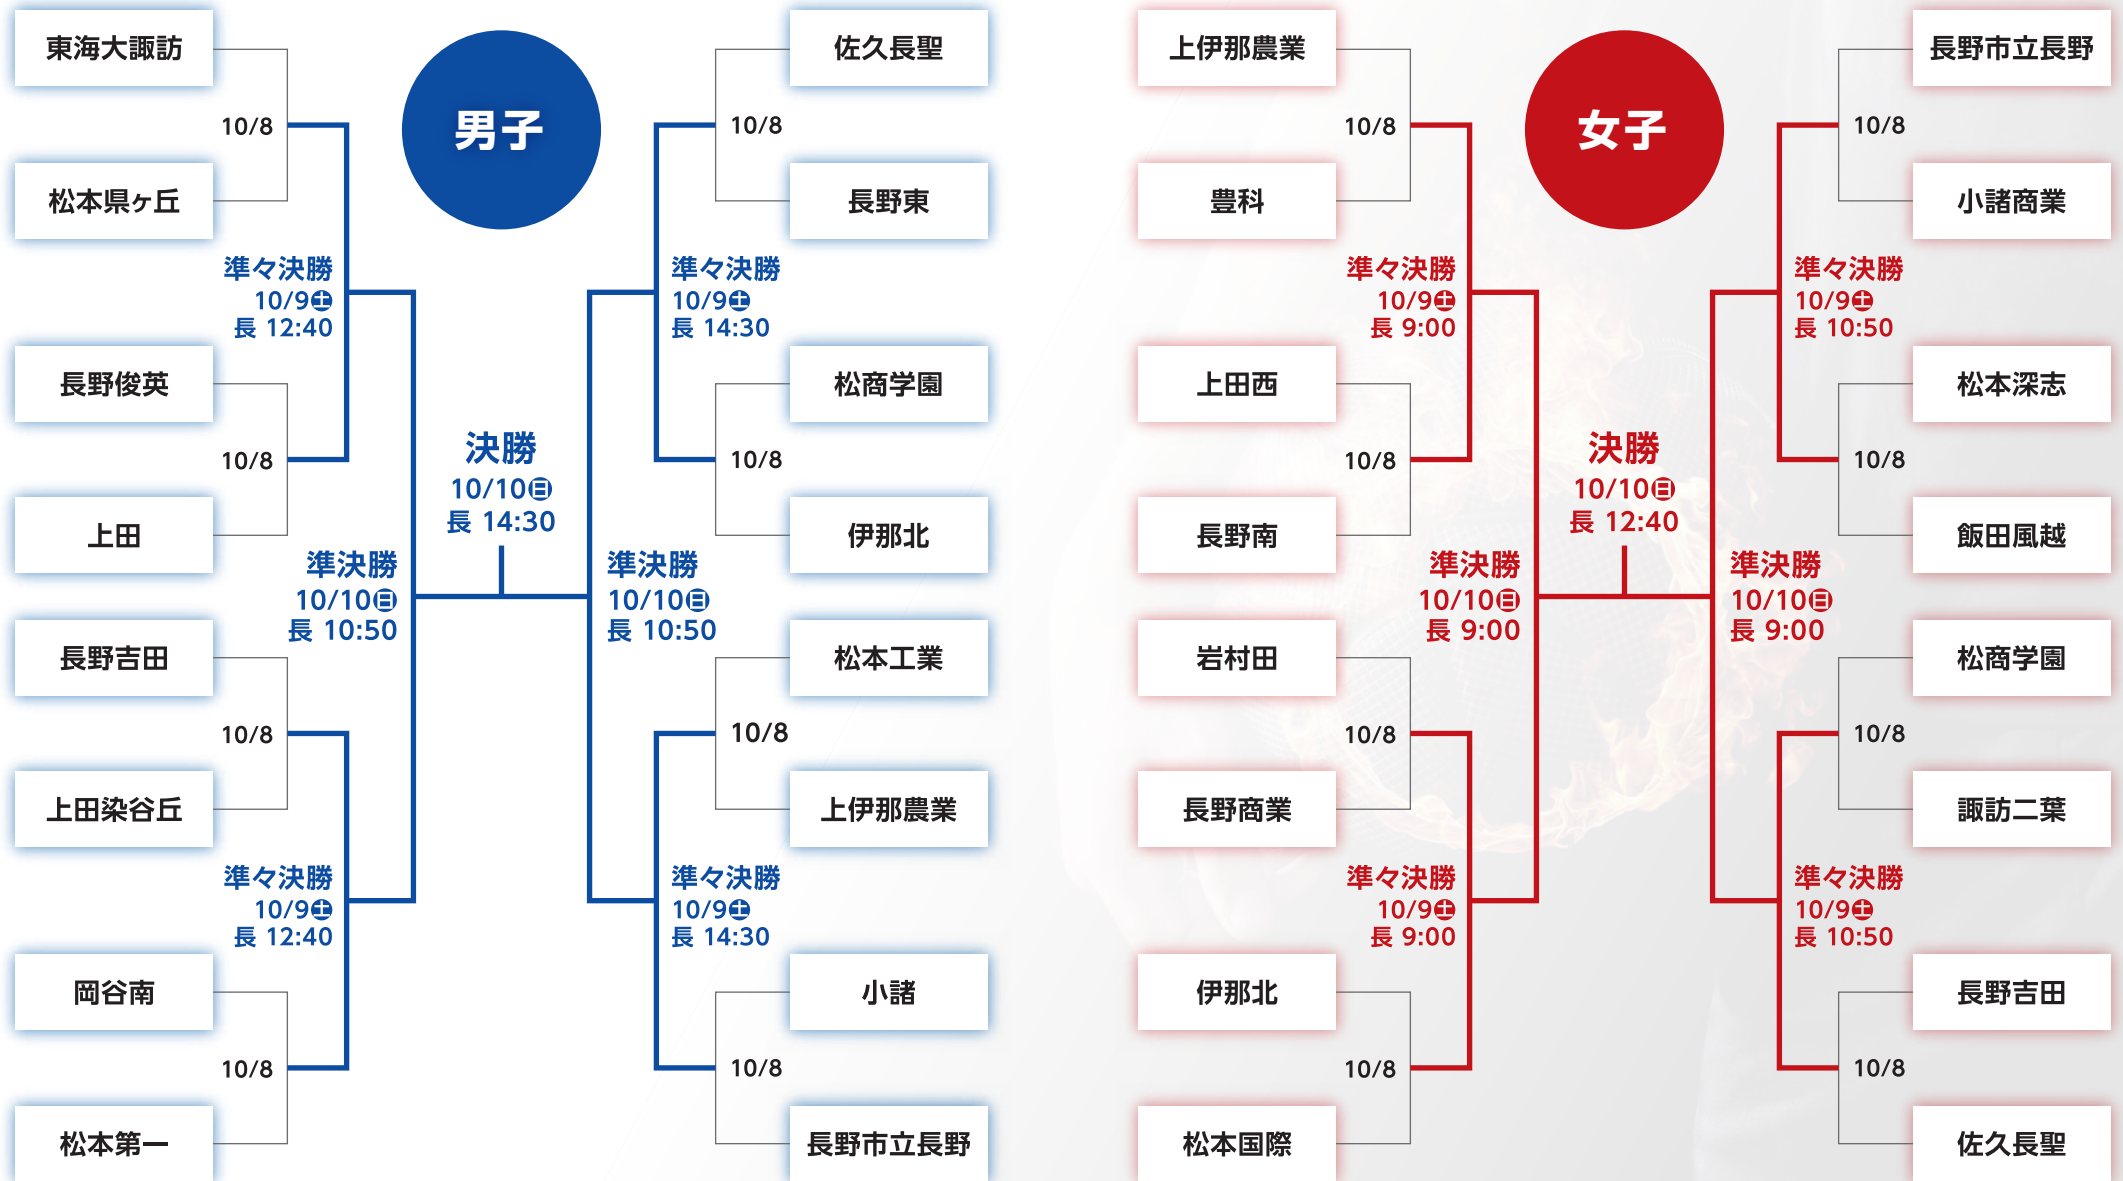 男子
東海大諏訪
10/8
松本県ヶ丘
準々決勝
10/9㊏
長 12:40
長野俊英
10/8
上田
準決勝
10/10㊐
長 10:50
長野吉田
10/8
上田染谷丘
準々決勝
10/9㊏
長 12:40
岡谷南
10/8
松本第一
決勝
10/10㊐
長 14:30
佐久長聖
10/8
長野東
準々決勝
10/9㊏
長 14:30
松商学園
10/8
伊那北
準決勝
10/10㊐
長 10:50
松本工業
10/8
上伊那農業
準々決勝
10/9㊏
長 14:30
小諸
10/8
長野市立長野
女子
上伊那農業
10/8
豊科
準々決勝
10/9㊏
長 9:00
上田西
10/8
長野南
準決勝
10/10㊐
長 9:00
岩村田
10/8
長野商業
準々決勝
10/9㊏
長 9:00
伊那北
10/8
松本国際
決勝
10/10㊐
長 12:40
長野市立長野
10/8
小諸商業
準々決勝
10/9㊏
長 10:50
松本深志
10/8
飯田風越
準決勝
10/10㊐
長 9:00
松商学園
10/8
諏訪二葉
準々決勝
10/9㊏
長 10:50
長野吉田
10/8
佐久長聖